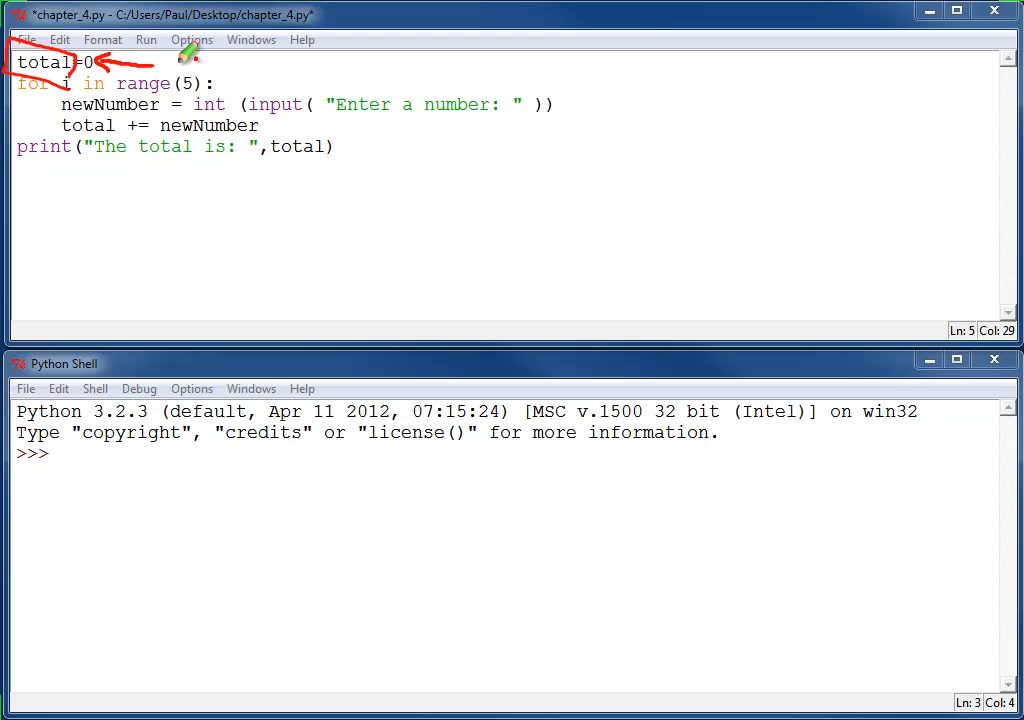 *chapter_4.py - C:/Users/Paul/Desktop/chapter_4.py*
File Edit Format Run Options Windows Help
total=0
for i in range(5):
    newNumber = int (input( "Enter a number: " ))
    total += newNumber
print("The total is: ",total)
Ln: 5 Col: 29
Python Shell
File Edit Shell Debug Options Windows Help
Python 3.2.3 (default, Apr 11 2012, 07:15:24) [MSC v.1500 32 bit (Intel)] on win32
Type "copyright", "credits" or "license()" for more information.
>>>
Ln: 3 Col: 4